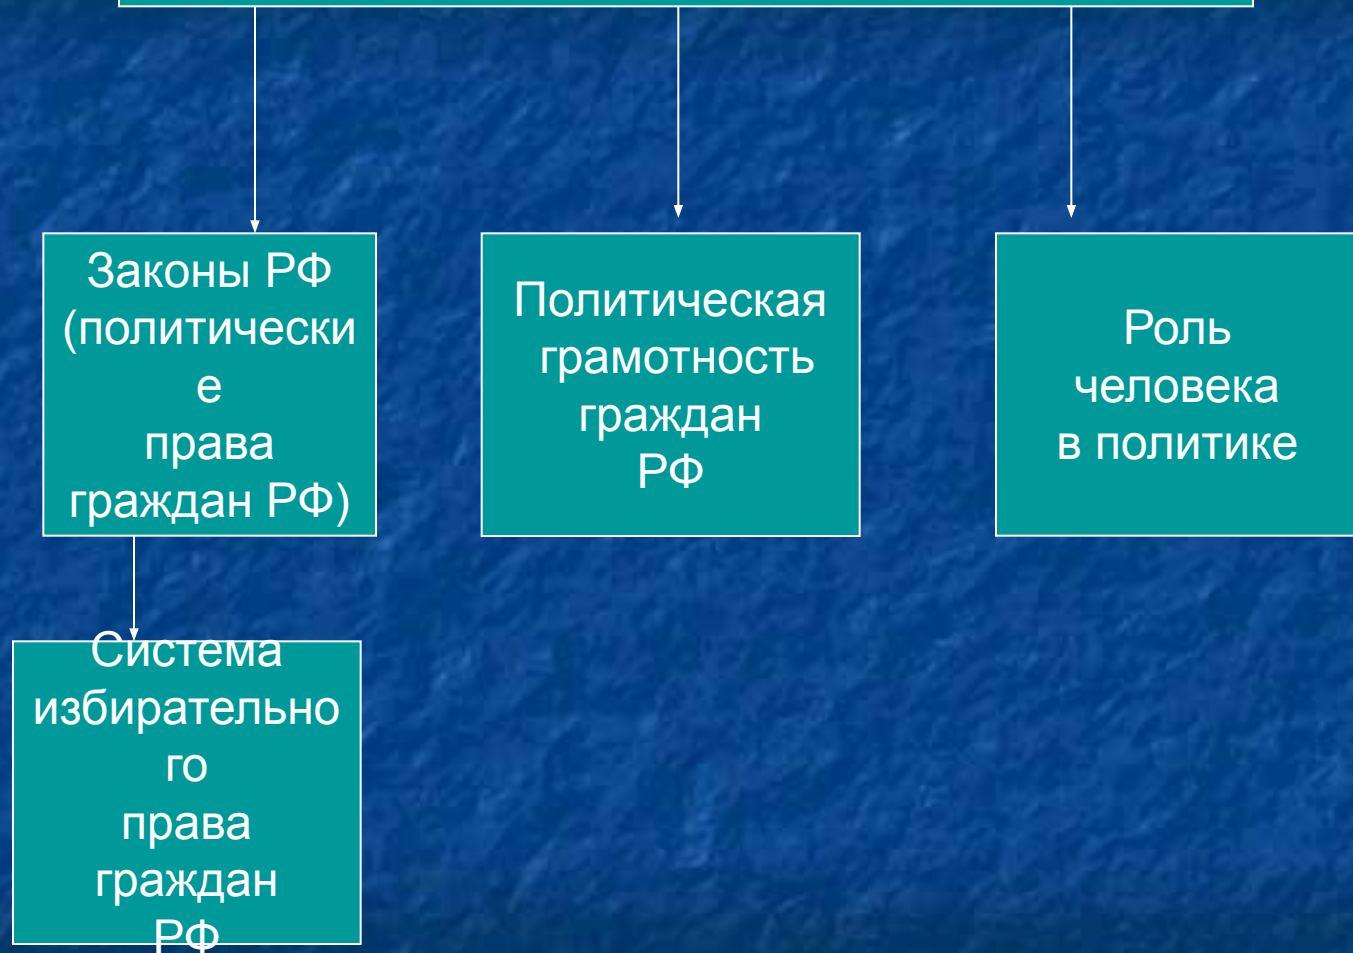 Законы РФ
(политически
е
права
граждан РФ)
Политическая
грамотность
граждан
РФ
Роль
человека
в политике
Система
избирательно
го
права
граждан
РФ